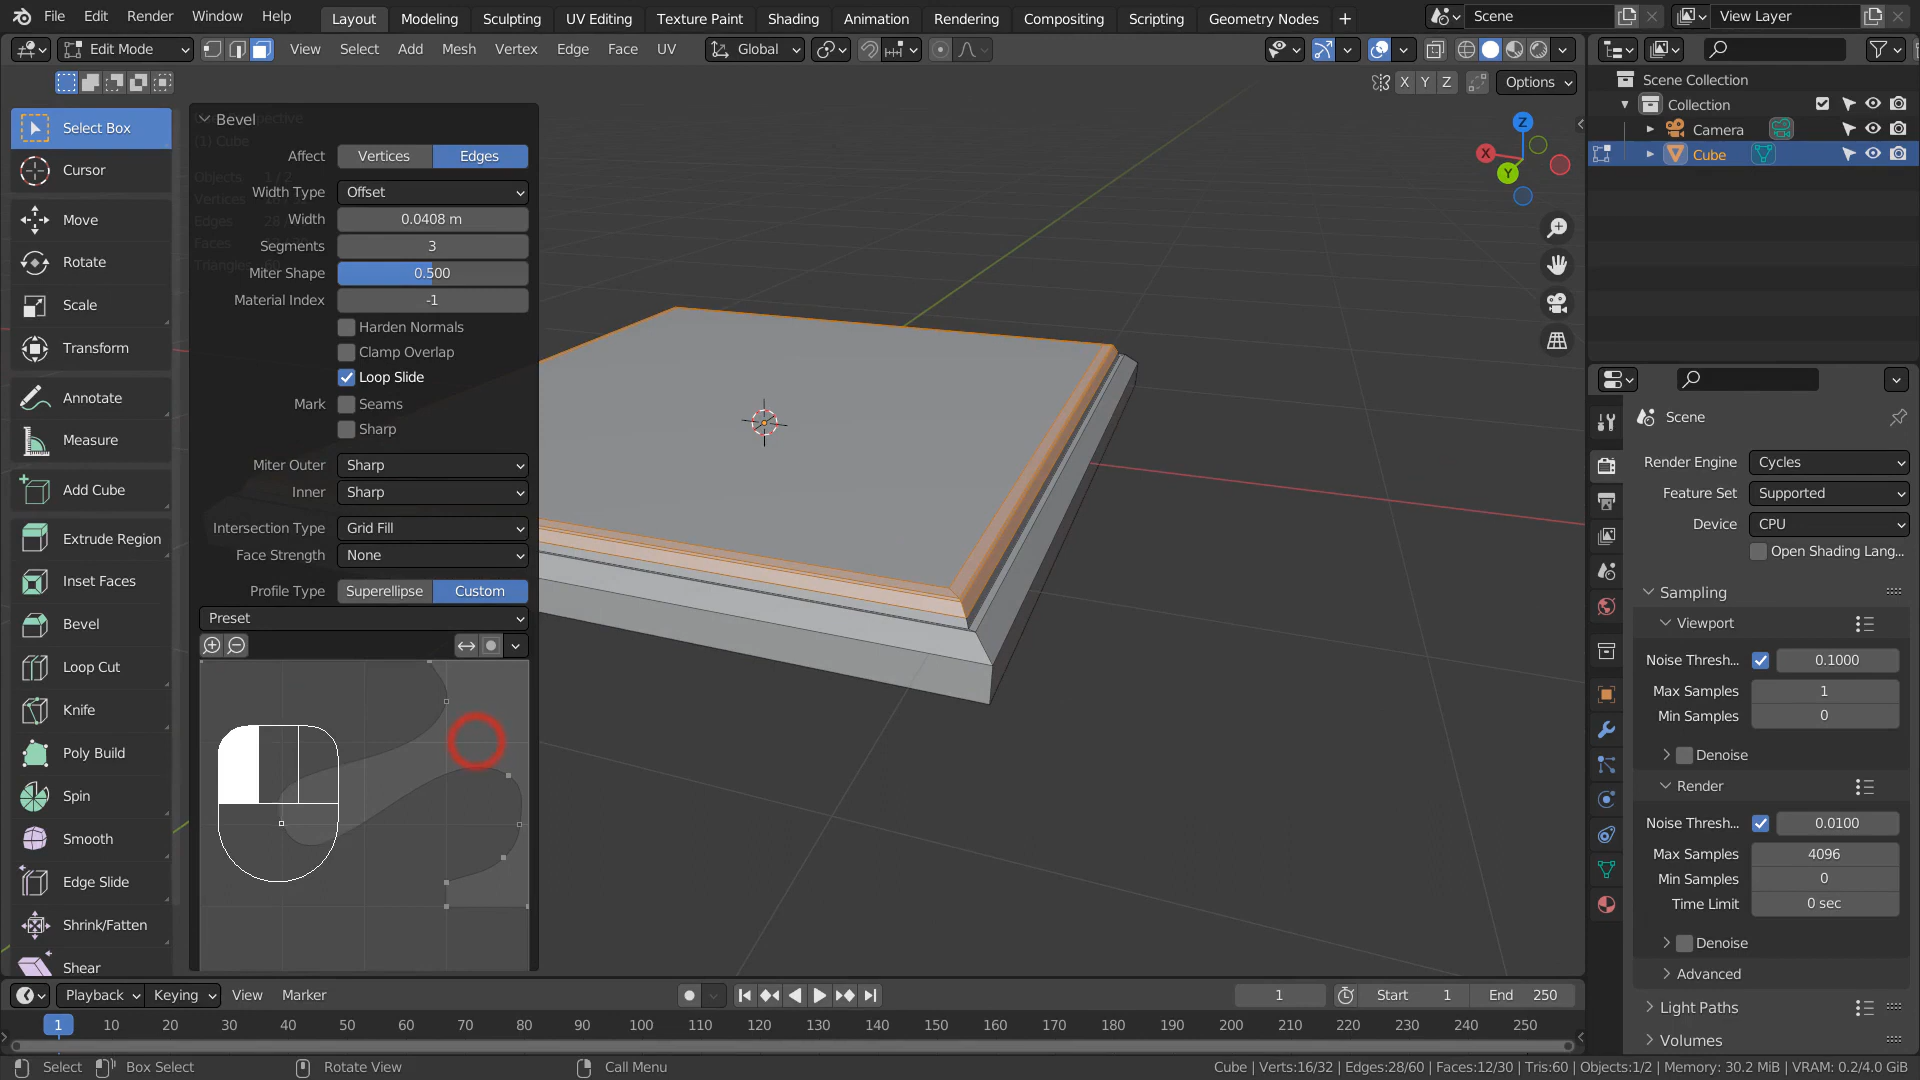 File Edit Render Window Help Layout Modeling Sculpting UV Editing Texture Paint Shading Animation Rendering Compositing Scripting Geometry Nodes + Scene View Layer
Edit Mode View Select Add Mesh Vertex Edge Face UV Global
X Y Z Options
Select Box
Cursor
Move
Rotate
Scale
Transform
Annotate
Measure
Add Cube
Extrude Region
Inset Faces
Bevel
Loop Cut
Knife
Poly Build
Spin
Smooth
Edge Slide
Shrink/Fatten
Shear
Bevel
(1) Cube
Objects 1/2
Vertices
Edges 28
Faces
Triangles
Affect Vertices Edges
Width Type Offset
Width 0.0408 m
Segments 3
Miter Shape 0.500
Material Index -1
Harden Normals
Clamp Overlap
Loop Slide
Mark Seams
Sharp
Miter Outer Sharp
Inner Sharp
Intersection Type Grid Fill
Face Strength None
Profile Type Superellipse Custom
Preset
Z
X
Y
Scene Collection
Collection
Camera
Cube
Scene
Render Engine Cycles
Feature Set Supported
Device CPU
Open Shading Lang...
Sampling
Viewport
Noise Thresh... 0.1000
Max Samples 1
Min Samples 0
Denoise
Render
Noise Thresh... 0.0100
Max Samples 4096
Min Samples 0
Time Limit 0 sec
Denoise
Advanced
Light Paths
Volumes
Playback Keying View Marker 1 Start 1 End 250
1 10 20 30 40 50 60 70 80 90 100 110 120 130 140 150 160 170 180 190 200 210 220 230 240 250
Select Box Select Rotate View Call Menu Cube | Verts:16/32 | Edges:28/60 | Faces:12/30 | Tris:60 | Objects:1/2 | Memory: 30.2 MiB | VRAM: 0.2/4.0 GiB